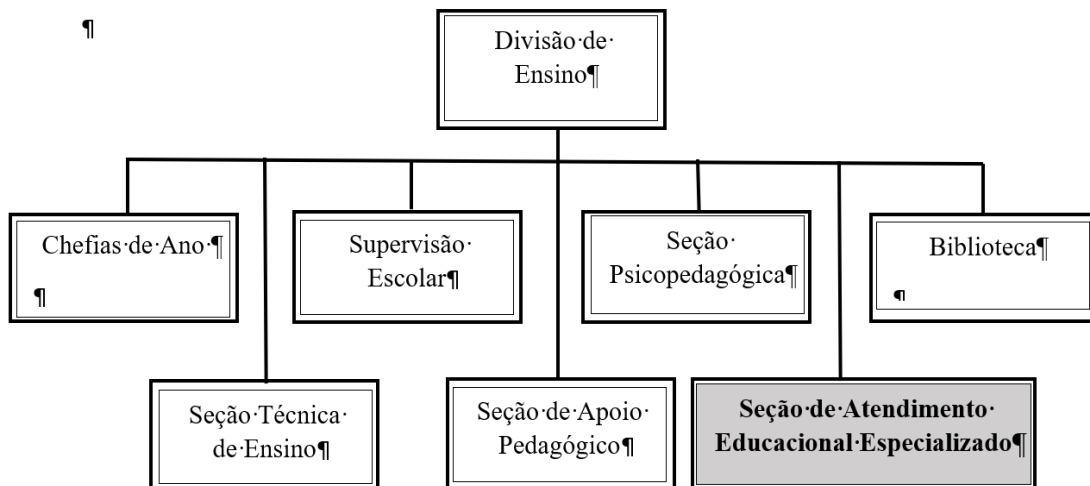 ¶
Divisão·de·
Ensino¶
Chefias·de·Ano·¶
¶
Supervisão·
Escolar¶
Seção·
Psicopedagógica¶
Biblioteca¶
¶
Seção·Técnica·
de·Ensino¶
Seção·de·Apoio·
Pedagógico¶
Seção·de·Atendimento·
Educacional·Especializado¶